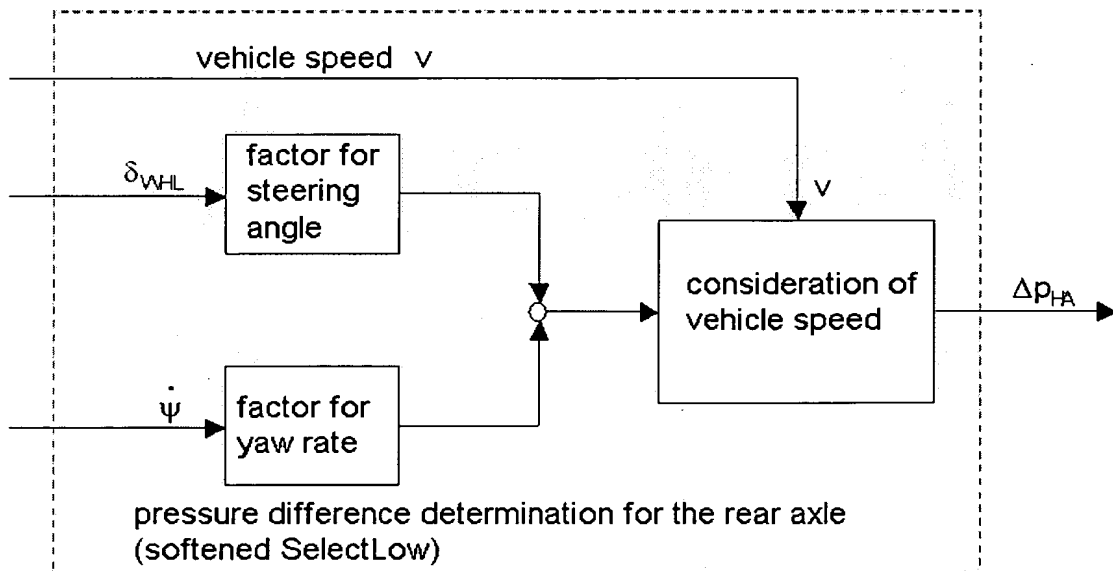 vehicle speed v
δWHL
factor for
steering
angle
v
consideration of
vehicle speed
ΔpHA
ψ̇
factor for
yaw rate
pressure difference determination for the rear axle
(softened SelectLow)